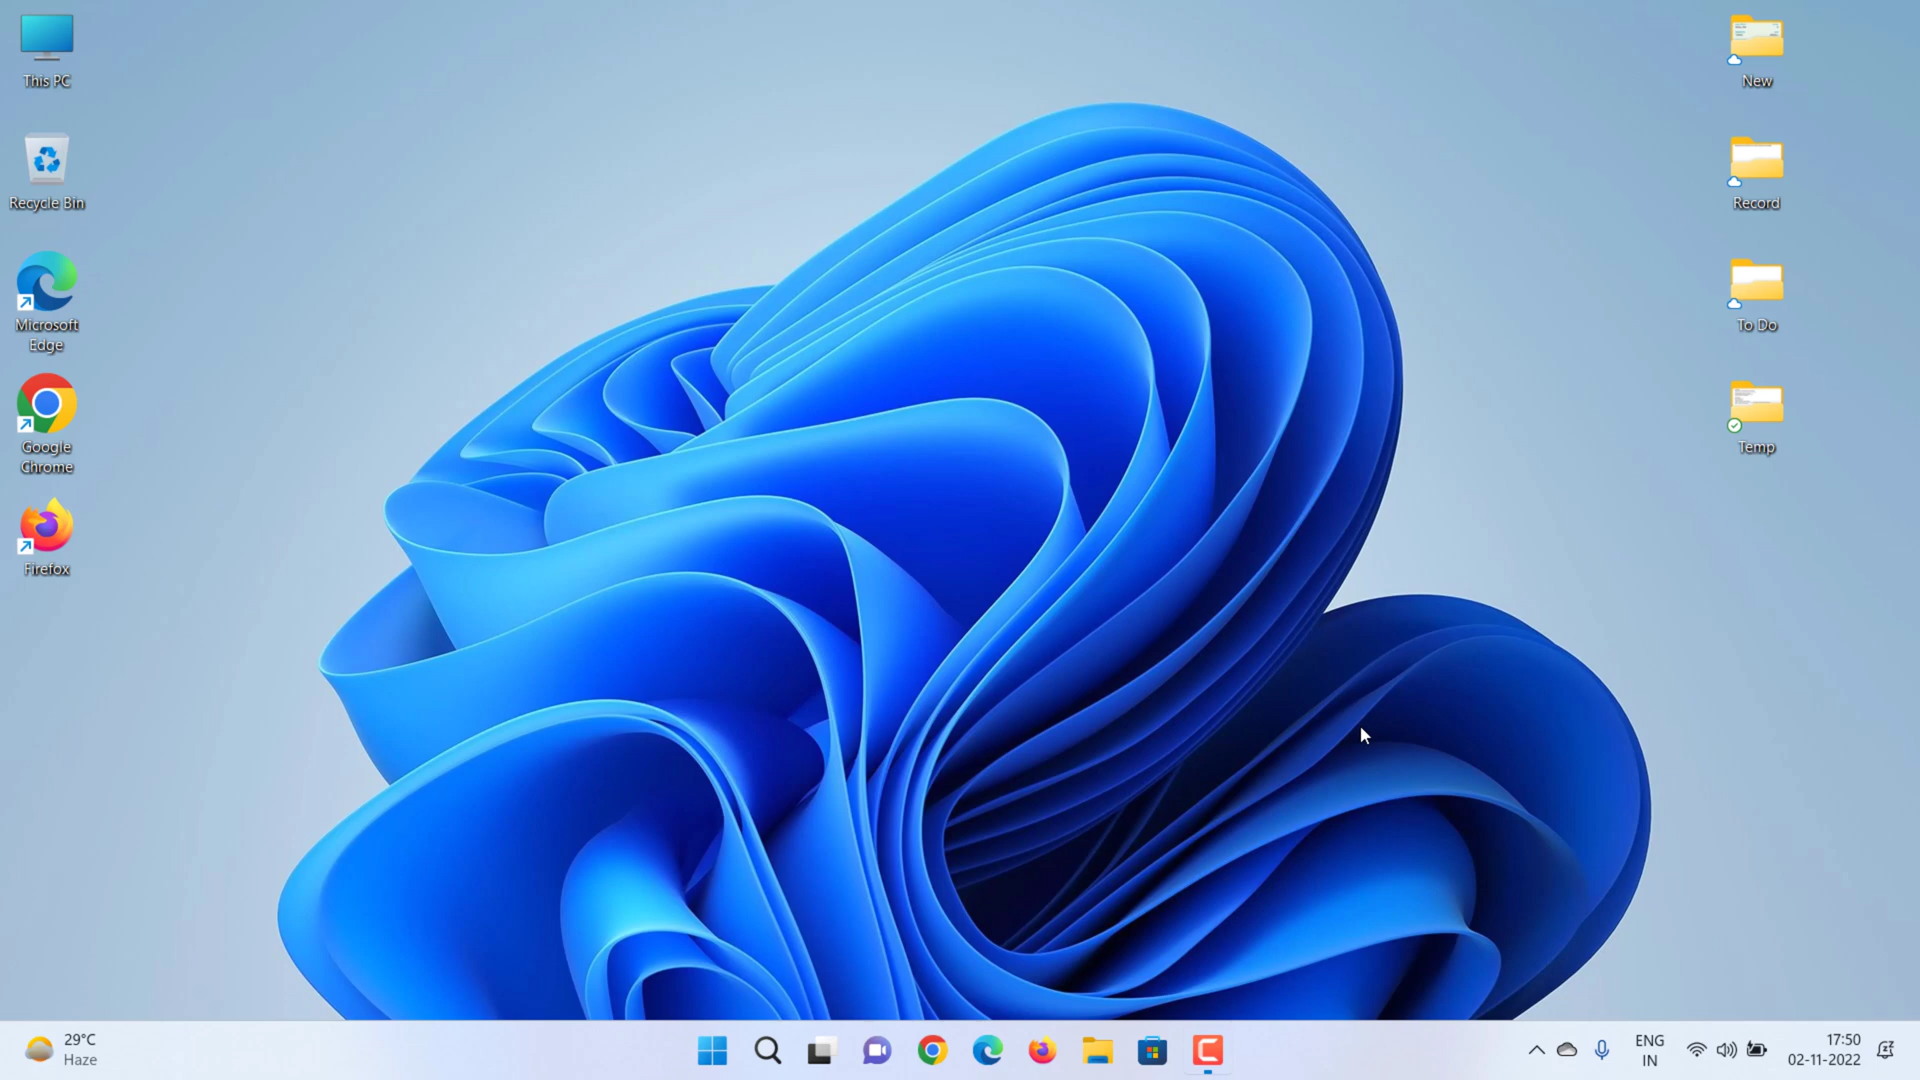 This PC
Recycle Bin
Microsoft
Edge
Google
Chrome
Firefox
New
Record
To Do
Temp
29°C
Haze
ENG
IN
17:50
02-11-2022